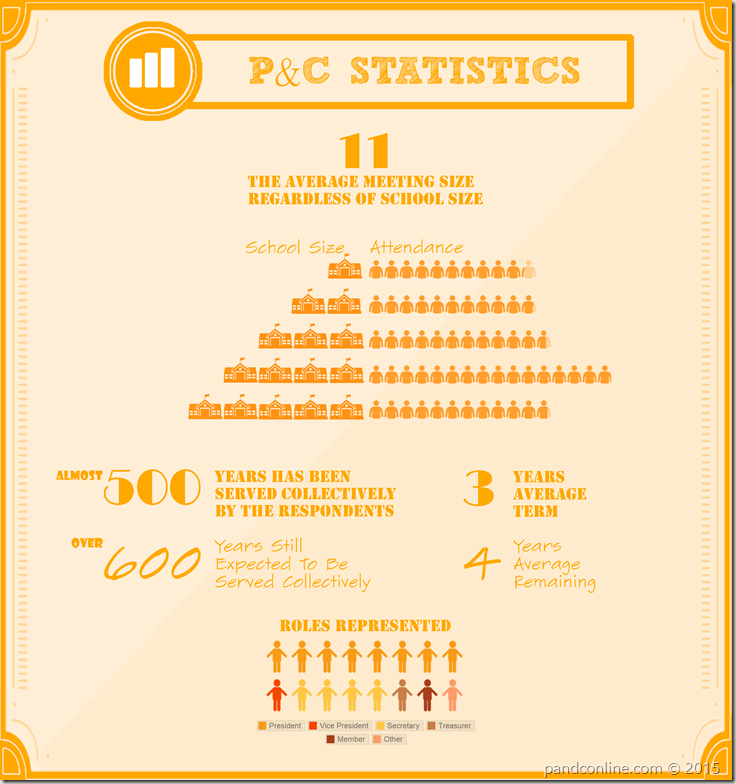 P&C STATISTICS
11
THE AVERAGE MEETING SIZE
REGARDLESS OF SCHOOL SIZE
School Size Attendance
ALMOST 500 YEARS HAS BEEN
SERVED COLLECTIVELY
BY THE RESPONDENTS
3 YEARS
AVERAGE
TERM
OVER 600 Years Still
Expected To Be
Served Collectively
4 Years
Average
Remaining
ROLES REPRESENTED
President Vice President Secretary Treasurer
Member Other
pandconline.com © 2015